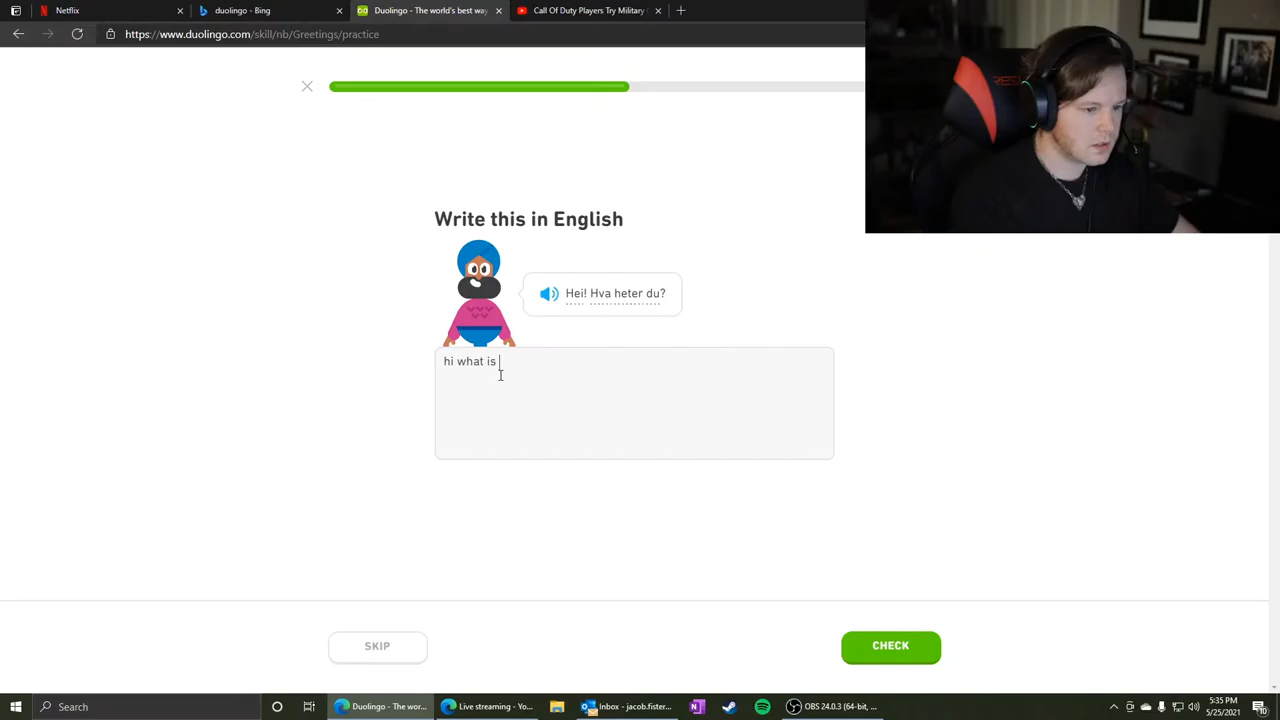 Netflix
duolingo - Bing
Duolingo - The world's best way
Call Of Duty Players Try Military
https://www.duolingo.com/skill/nb/Greetings/practice
Write this in English
Hei! Hva heter du?
hi what is
SKIP
CHECK
Search
Duolingo - The wor...
Live streaming - Yo...
Inbox - jacob.fister...
OBS 24.0.3 (64-bit, ...
5:35 PM
5/25/2021
10